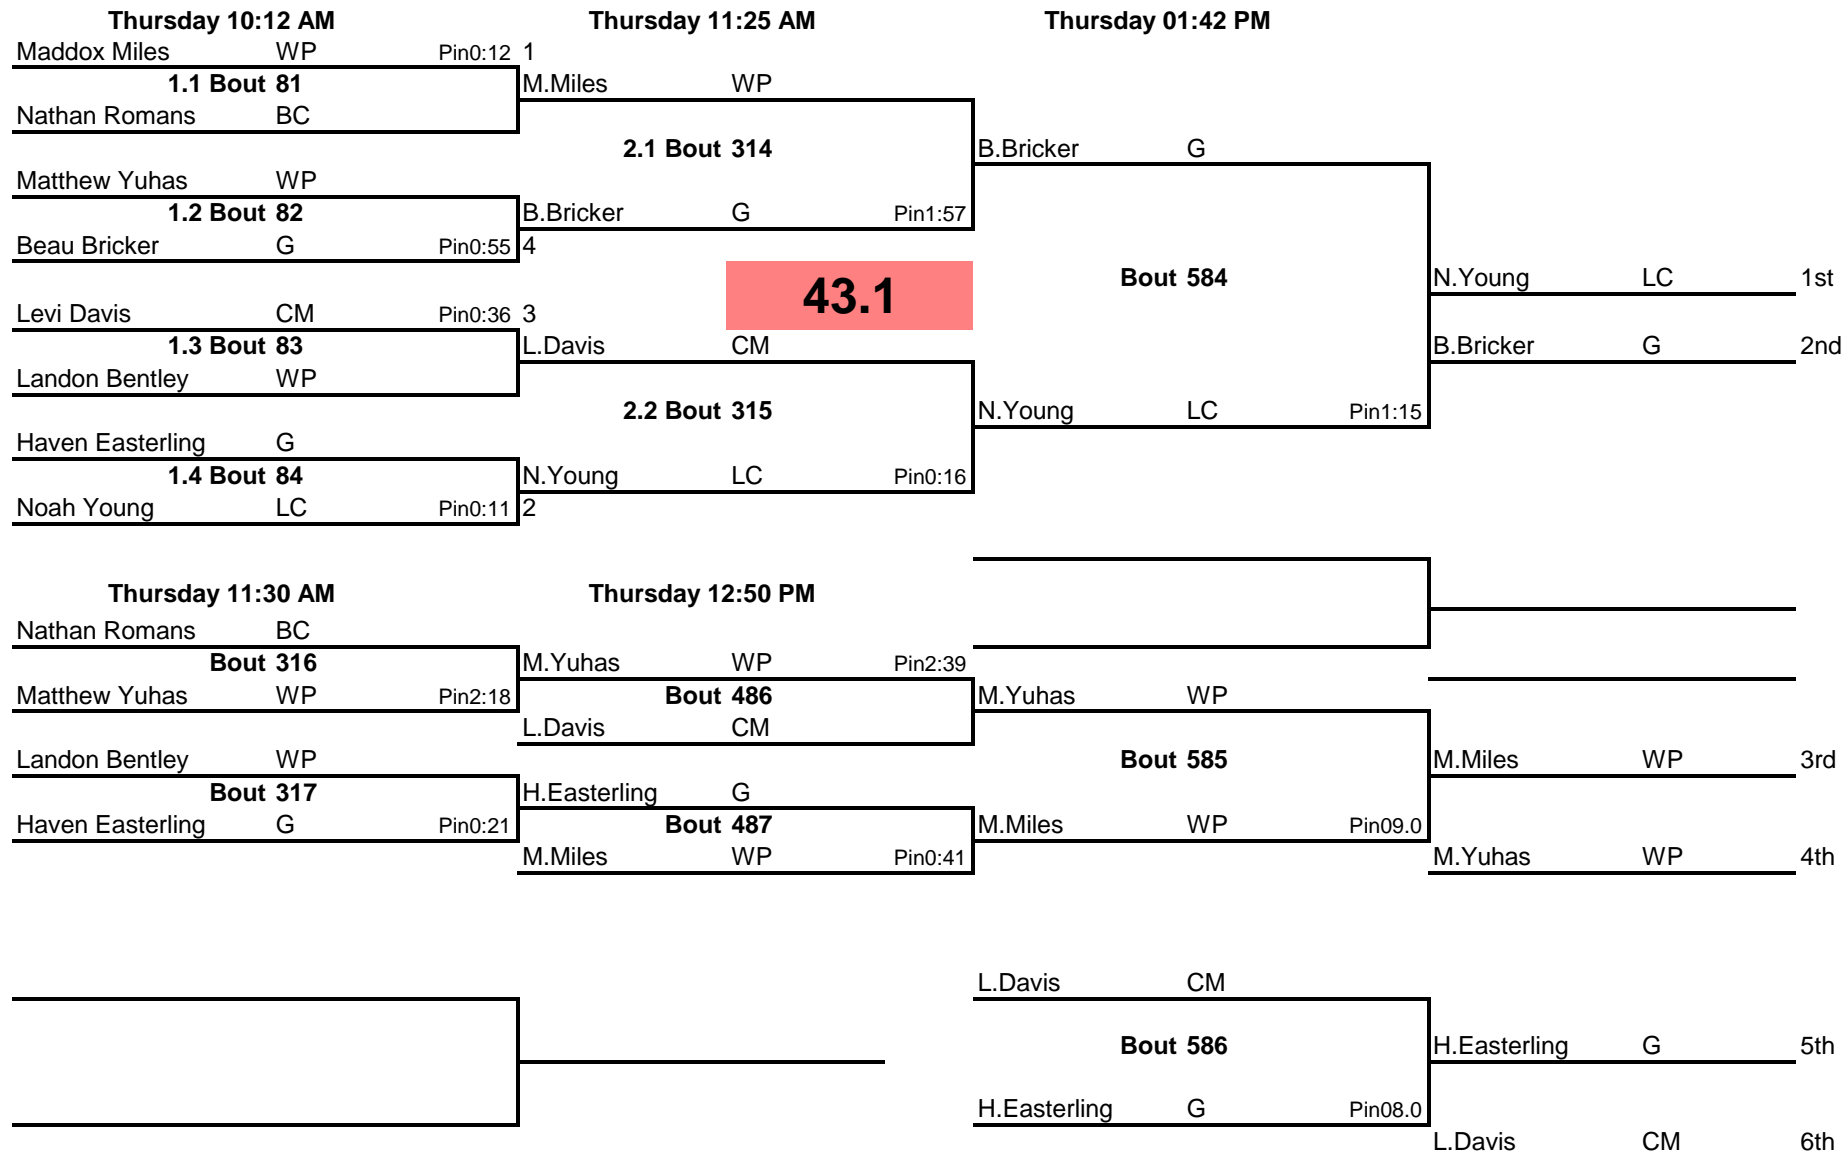 Thursday 10:12 AM Thursday 11:25 AM Thursday 01:42 PM
Maddox Miles WP Pin0:12 1
1.1 Bout 81 M.Miles WP
Nathan Romans BC
2.1 Bout 314 B.Bricker G
Matthew Yuhas WP
1.2 Bout 82 B.Bricker G Pin1:57
Beau Bricker G Pin0:55 4
43.1 Bout 584 N.Young LC 1st
Levi Davis CM Pin0:36 3
1.3 Bout 83 L.Davis CM B.Bricker G 2nd
Landon Bentley WP
2.2 Bout 315 N.Young LC Pin1:15
Haven Easterling G
1.4 Bout 84 N.Young LC Pin0:16
Noah Young LC Pin0:11 2
Thursday 11:30 AM Thursday 12:50 PM
Nathan Romans BC
Bout 316 M.Yuhas WP Pin2:39
Matthew Yuhas WP Pin2:18 Bout 486 M.Yuhas WP
L.Davis CM
Landon Bentley WP Bout 585 M.Miles WP 3rd
Bout 317 H.Easterling G
Haven Easterling G Pin0:21 Bout 487 M.Miles WP Pin09.0
M.Miles WP Pin0:41 M.Yuhas WP 4th
L.Davis CM
Bout 586 H.Easterling G 5th
H.Easterling G Pin08.0
L.Davis CM 6th